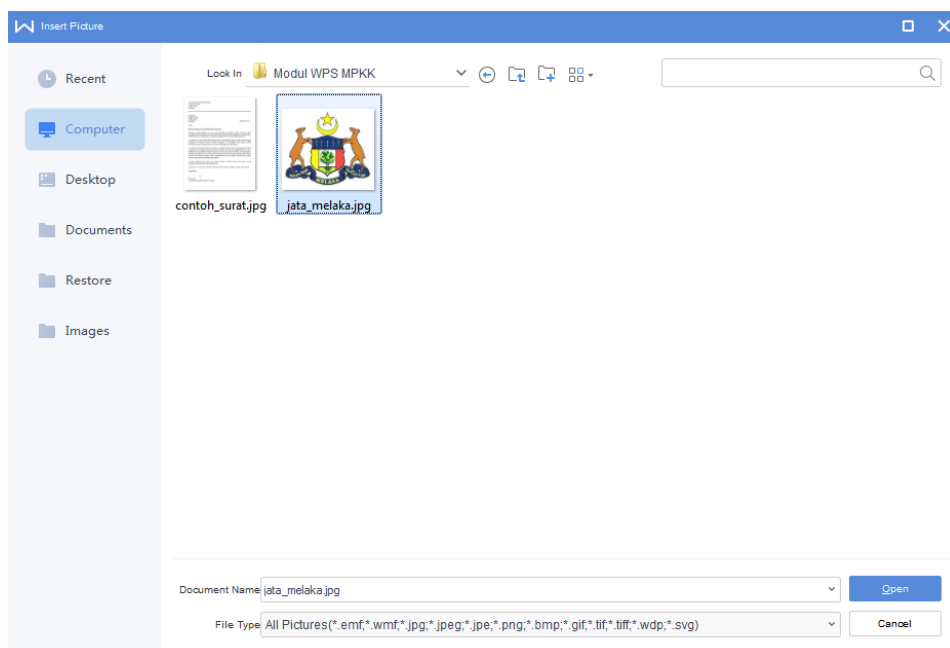 Insert Picture
Recent
Computer
Desktop
Documents
Restore
Images
Look In Modul WPS MPKK
contoh_surat.jpg
MELAKA
jata_melaka.jpg
Document Name jata_melaka.jpg
Open
File Type All Pictures(*.emf;*.wmf;*.jpg;*.jpeg;*.jpe;*.png;*.bmp;*.gif;*.tif;*.tiff;*.wdp;*.svg)
Cancel